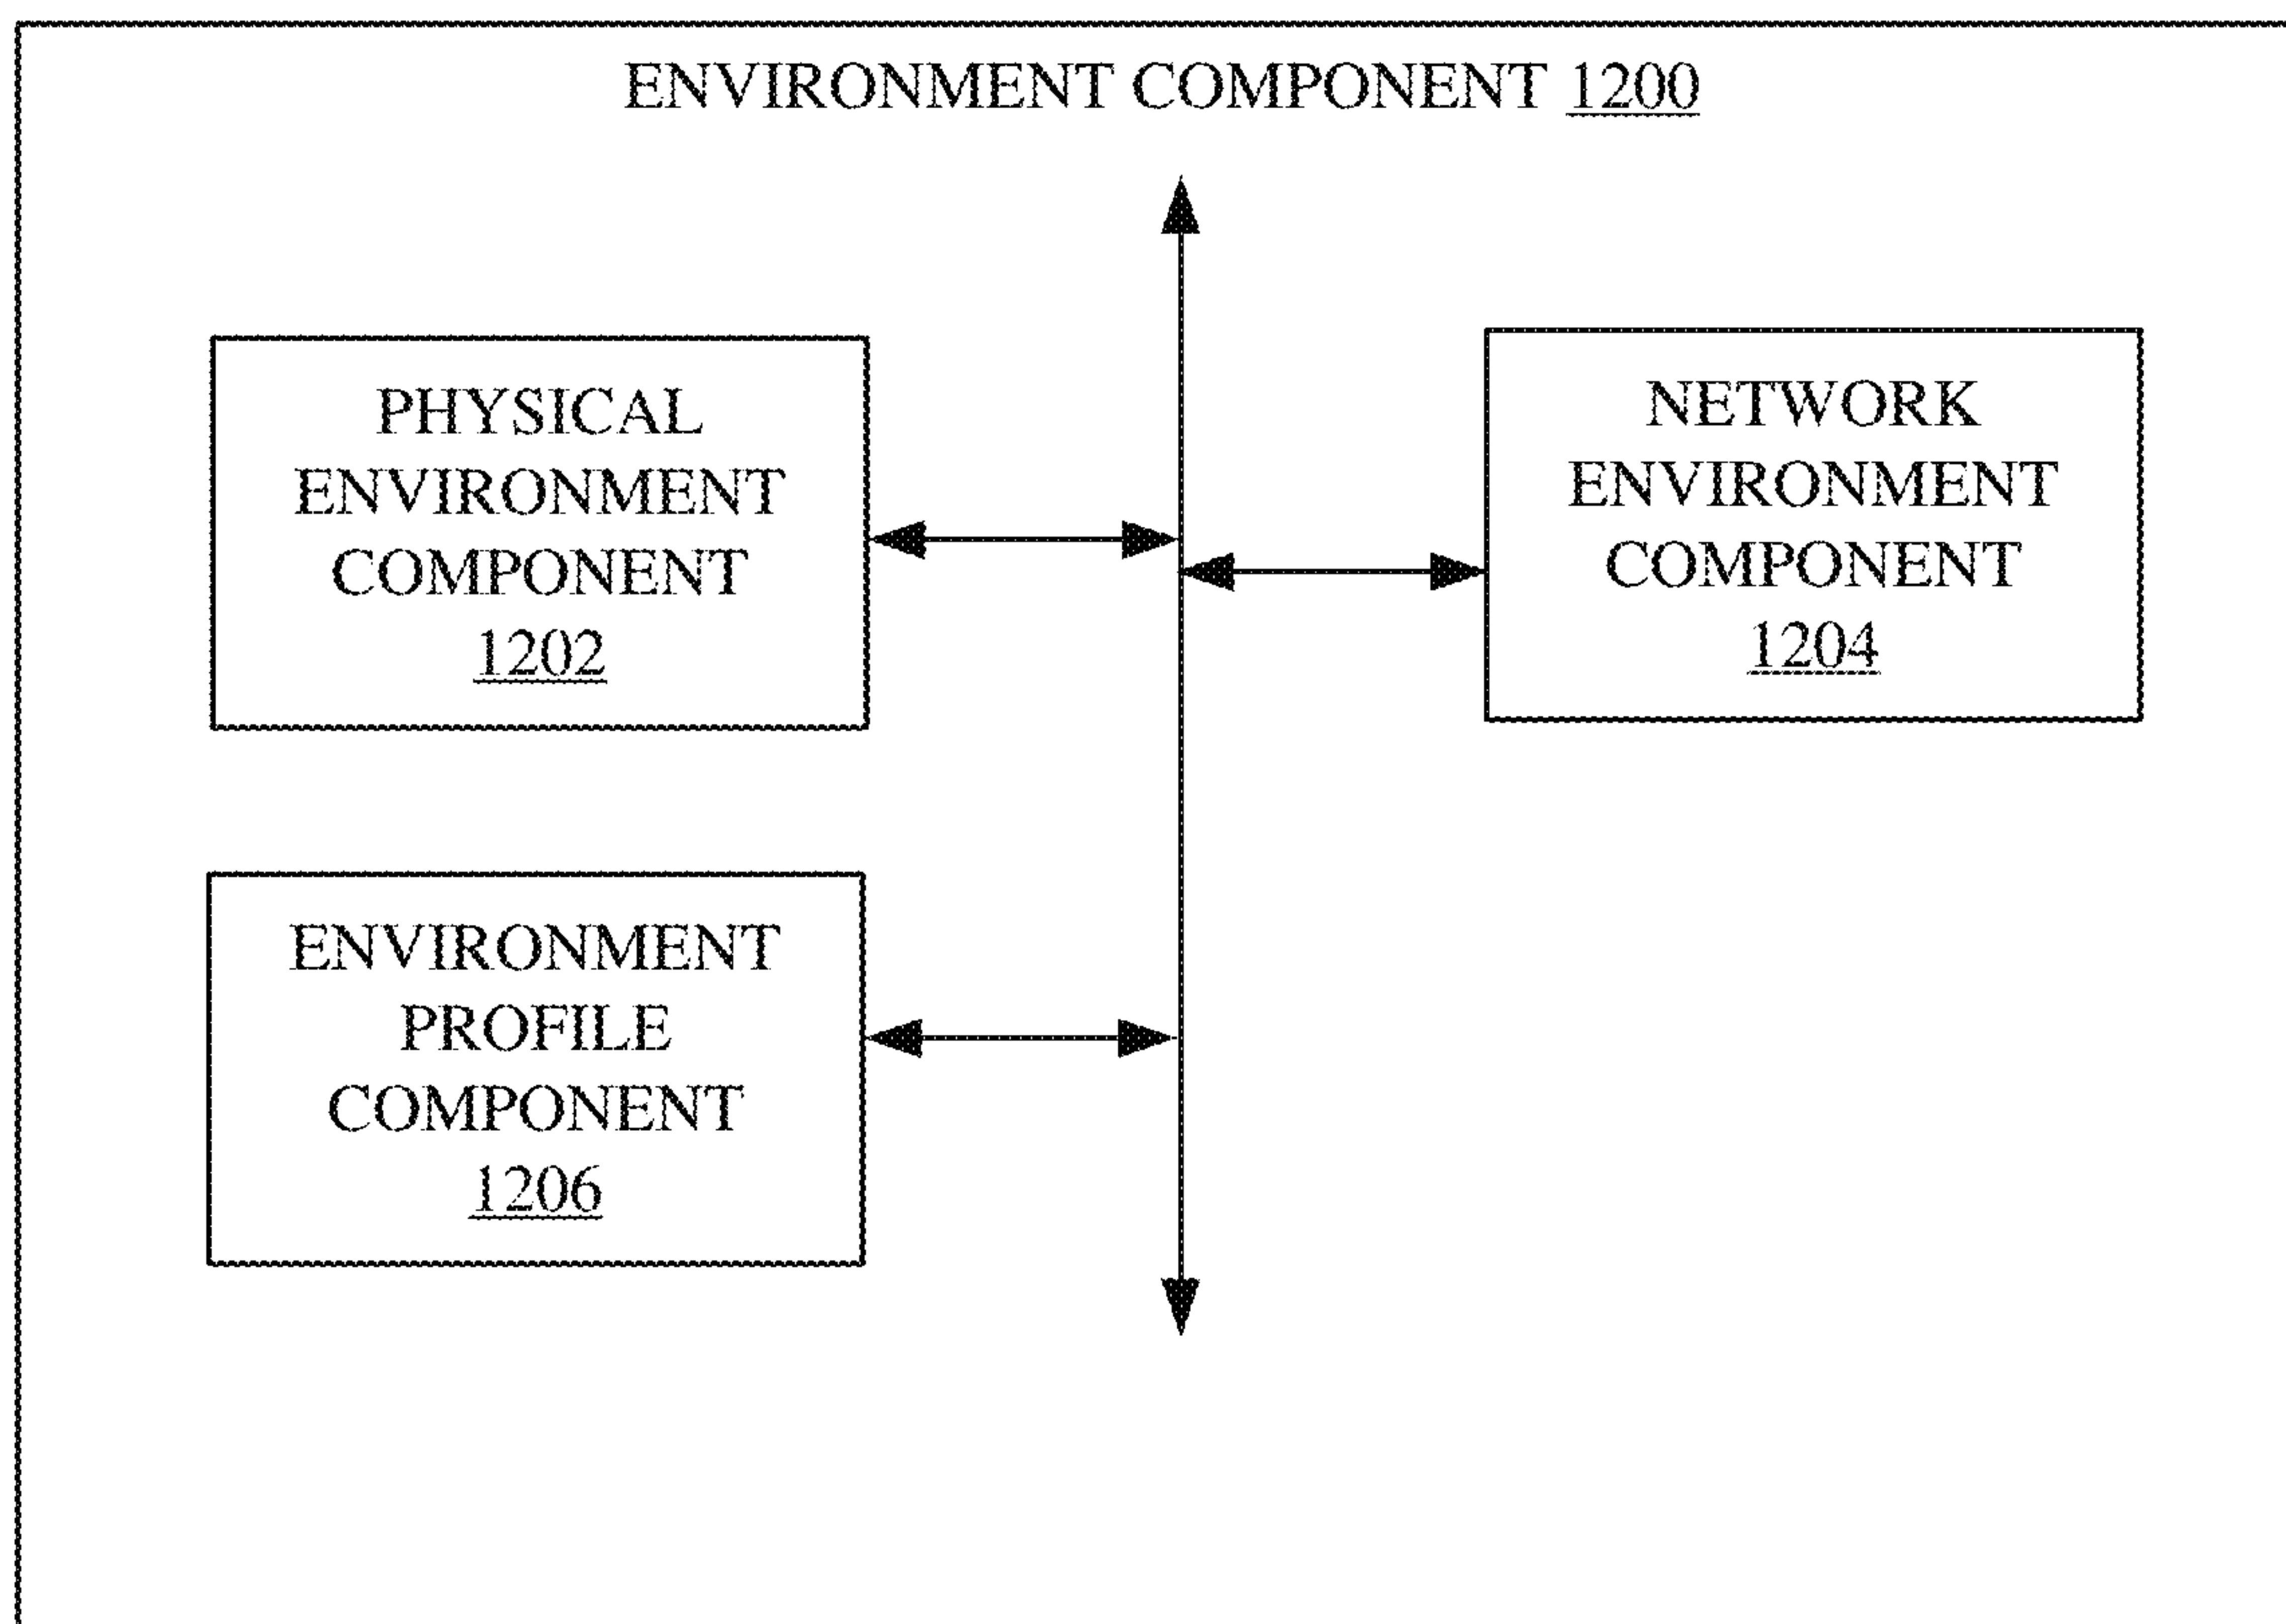 ENVIRONMENT COMPONENT 1200
PHYSICAL
ENVIRONMENT
COMPONENT
1202
NETWORK
ENVIRONMENT
COMPONENT
1204
ENVIRONMENT
PROFILE
COMPONENT
1206